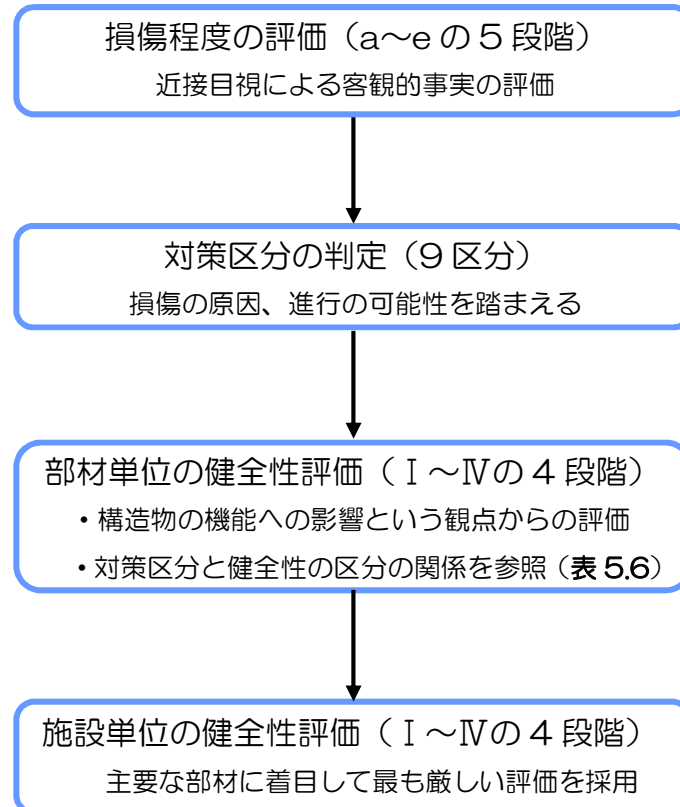 損傷程度の評価（a～eの5段階）
近接目視による客観的事実の評価
対策区分の判定（9区分）
損傷の原因、進行の可能性を踏まえる
部材単位の健全性評価（Ⅰ～Ⅳの4段階）
・構造物の機能への影響という観点からの評価
・対策区分と健全性の区分の関係を参照（表5.6）
施設単位の健全性評価（Ⅰ～Ⅳの4段階）
主要な部材に着目して最も厳しい評価を採用